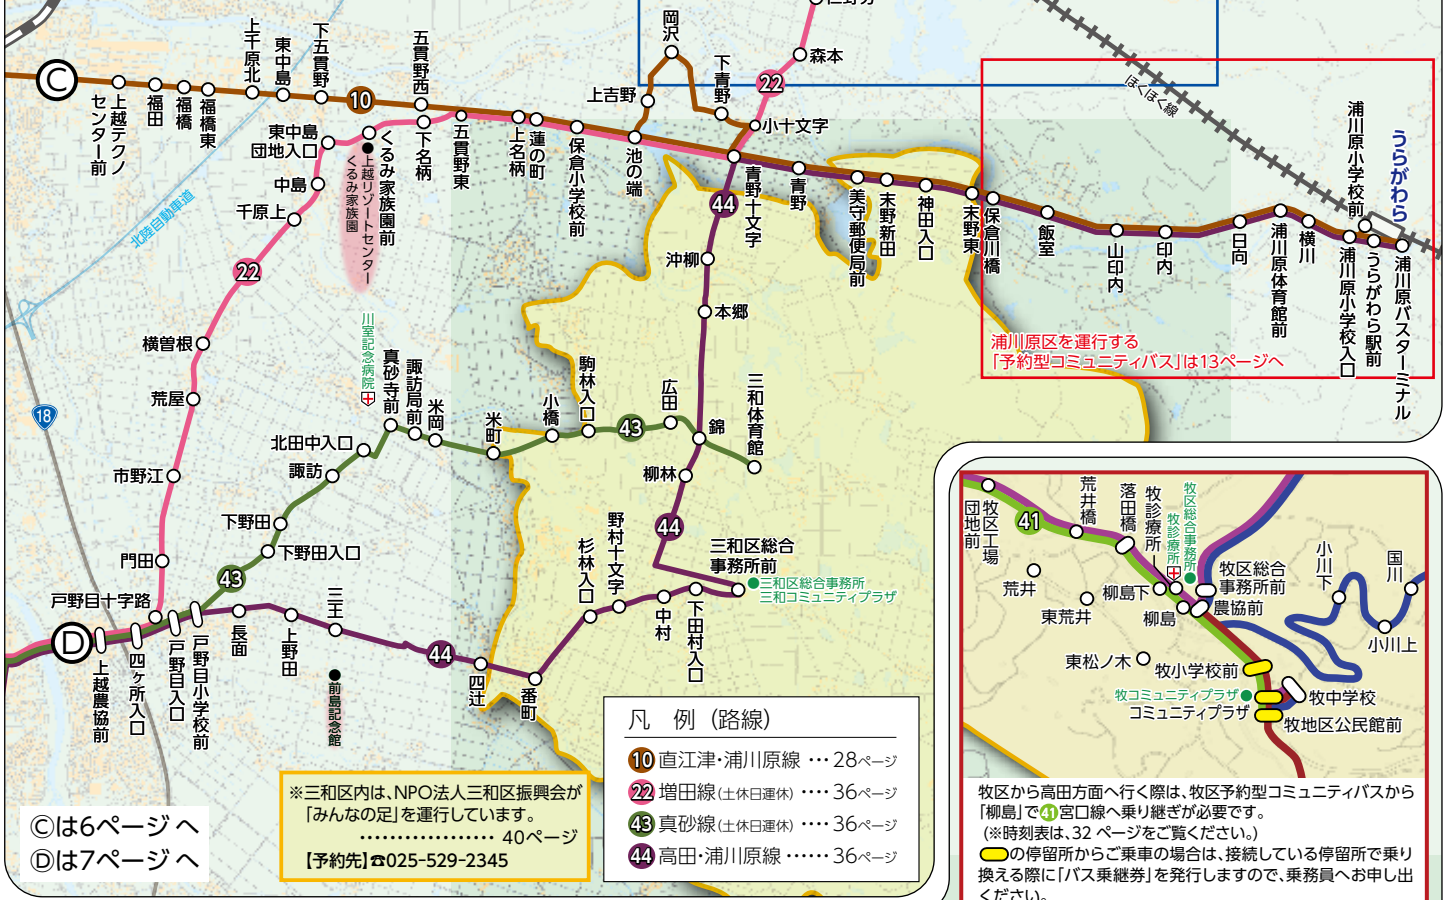 岡沢
森本
22
下青野
上吉野
小十文字
ほくほく線
C
上越テクノ
センター前
福田
福橋
福橋東
上千原北
東中島
下五貫野
10
五貫野西
東中島
団地入口
くるみ家族園前
上越リゾートセンター
くるみ家族園
下名柄
五貫野東
上名柄
蓮の町
保倉小学校前
池の端
青野十文字
青野
美守郵便局前
末野新田
神田入口
末野東
保倉川橋
飯室
山印内
印内
日向
浦川原体育館前
横川
浦川原小学校前
浦川原小学校入口
うらがわら
うらがわら駅前
浦川原バスターミナル
浦川原区を運行する
「予約型コミュニティバス」は13ページへ
中島
千原上
北陸自動車道
22
横曽根
荒屋
市野江
門田
戸野目十字路
18
川室記念病院
真砂寺前
諏訪局前
米岡
北田中入口
諏訪
下野田
下野田入口
43
米町
小橋
駒林入口
43
広田
錦
三和体育館
44
沖柳
本郷
柳林
44
三和区総合
事務所前
三和区総合事務所
三和コミュニティプラザ
野村十文字
杉林入口
中村
下田村入口
D
上越農協前
四ヶ所入口
戸野目入口
戸野目小学校前
長面
上野田
三王
前島記念館
44
四辻
番町
Ⓒは6ページ へ
Ⓓは7ページ へ
※三和区内は、NPO法人三和区振興会が
「みんなの足」を運行しています。
‥‥‥‥‥‥‥‥‥ 40ページ
【予約先】☎025-529-2345
凡 例（路線）
10 直江津・浦川原線 ‥‥28ページ
22 増田線（土休日運休）‥‥36ページ
43 真砂線（土休日運休）‥‥36ページ
44 高田・浦川原線 ‥‥‥36ページ
牧区工場
団地前
41
荒井橋
落田橋
牧診療所
牧診療所
牧区総合事務所
牧区総合
事務所前
農協前
荒井
東荒井
柳島下
柳島
小川下
国川
小川上
東松ノ木
牧小学校前
牧コミュニティプラザ
コミュニティプラザ
牧中学校
牧地区公民館前
牧区から高田方面へ行く際は、牧区予約型コミュニティバスから
「柳島」で41宮口線へ乗り継ぎが必要です。
（※時刻表は、32 ページをご覧ください。）
の停留所からご乗車の場合は、接続している停留所で乗り
換える際に「バス乗継券」を発行しますので、乗務員へお申し出
ください。